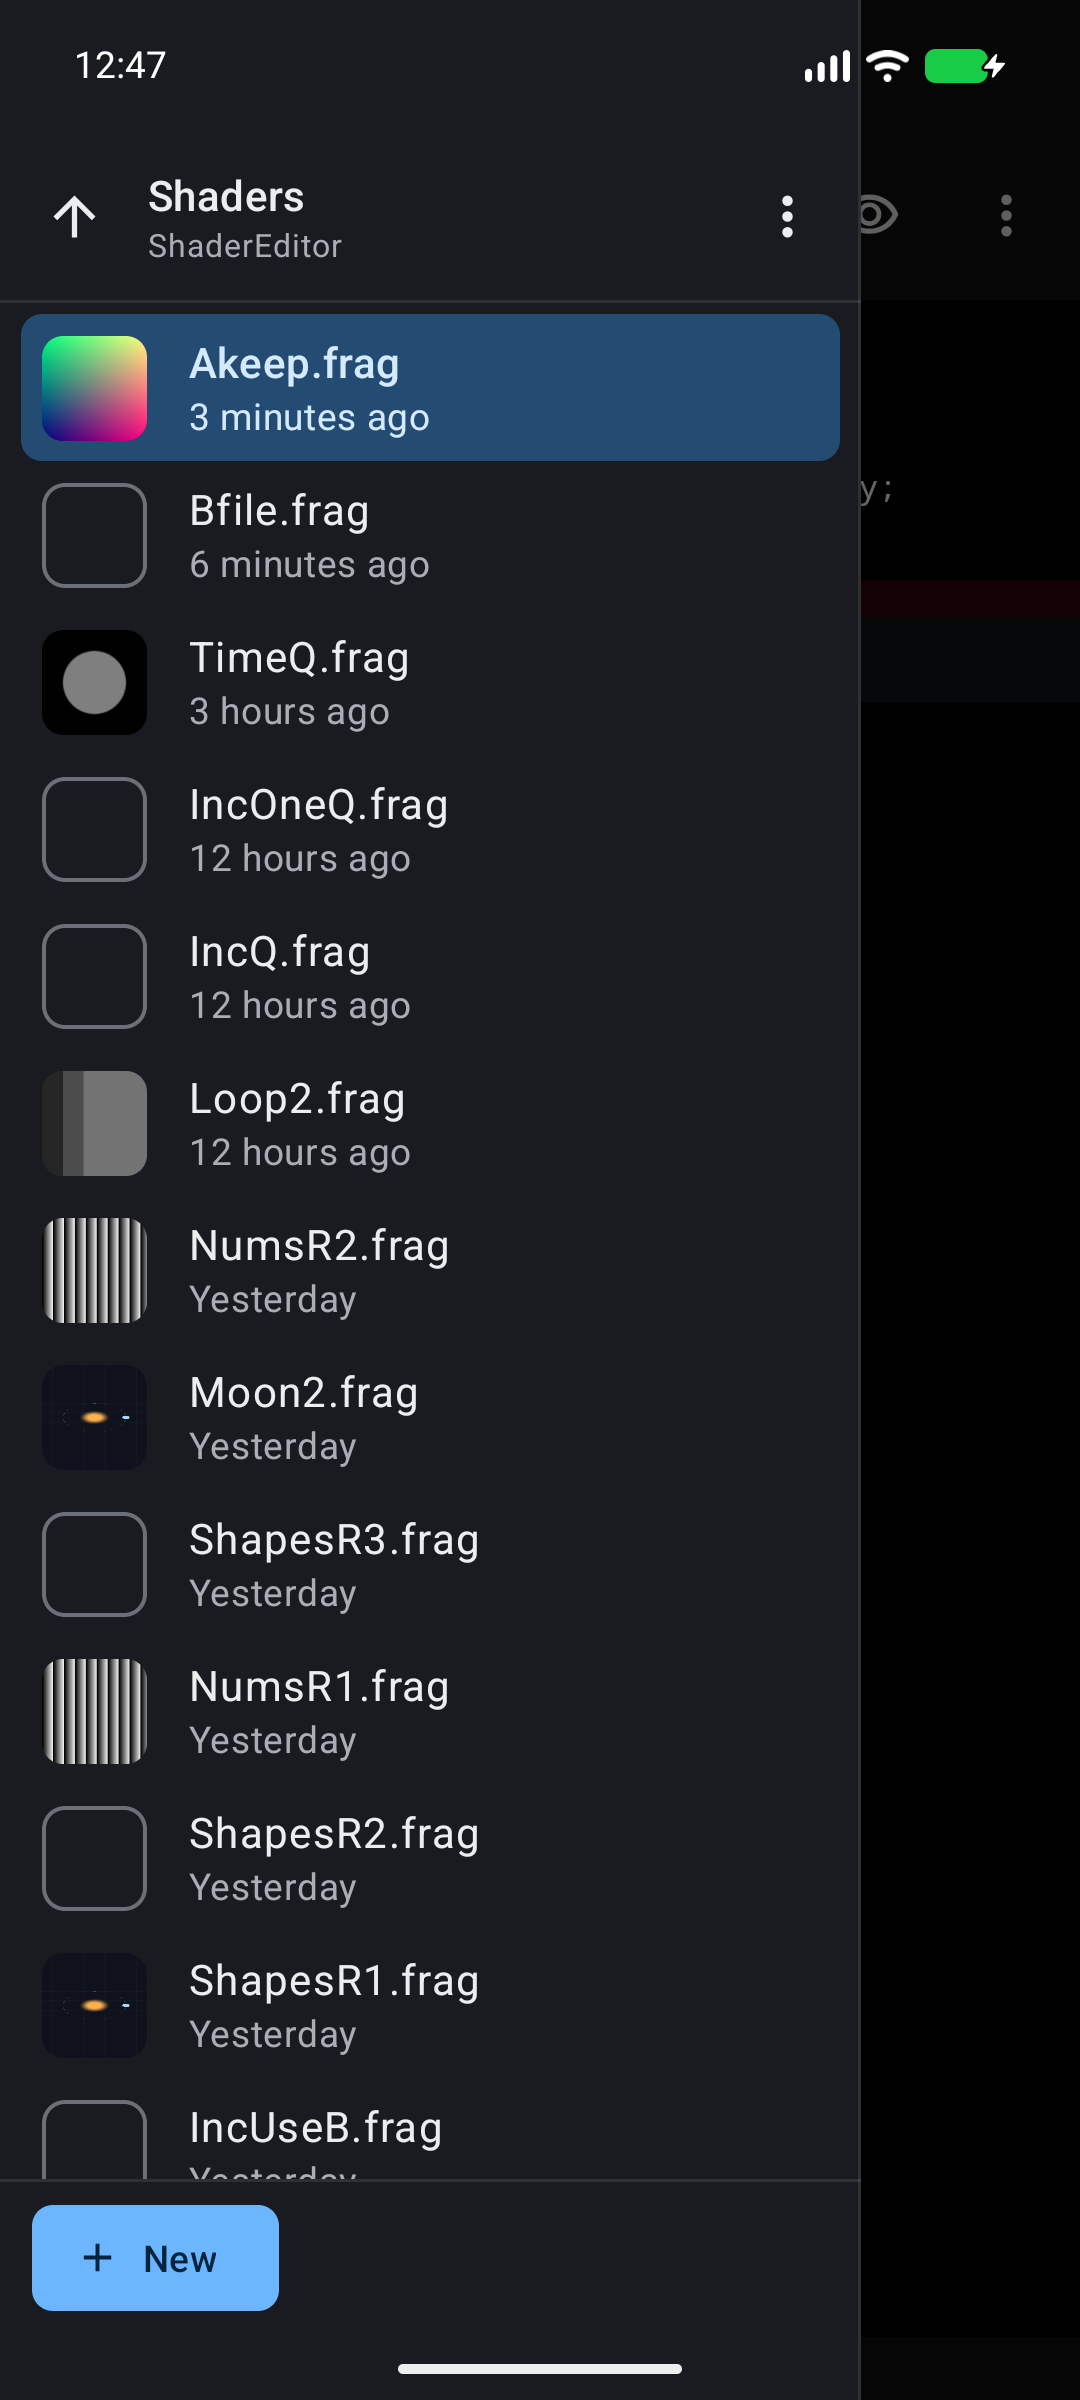 12:47
Shaders
ShaderEditor
Akeep.frag
3 minutes ago
y;
Bfile.frag
6 minutes ago
TimeQ.frag
3 hours ago
IncOneQ.frag
12 hours ago
IncQ.frag
12 hours ago
Loop2.frag
12 hours ago
NumsR2.frag
Yesterday
Moon2.frag
Yesterday
ShapesR3.frag
Yesterday
NumsR1.frag
Yesterday
ShapesR2.frag
Yesterday
ShapesR1.frag
Yesterday
IncUseB.frag
Yesterday
New